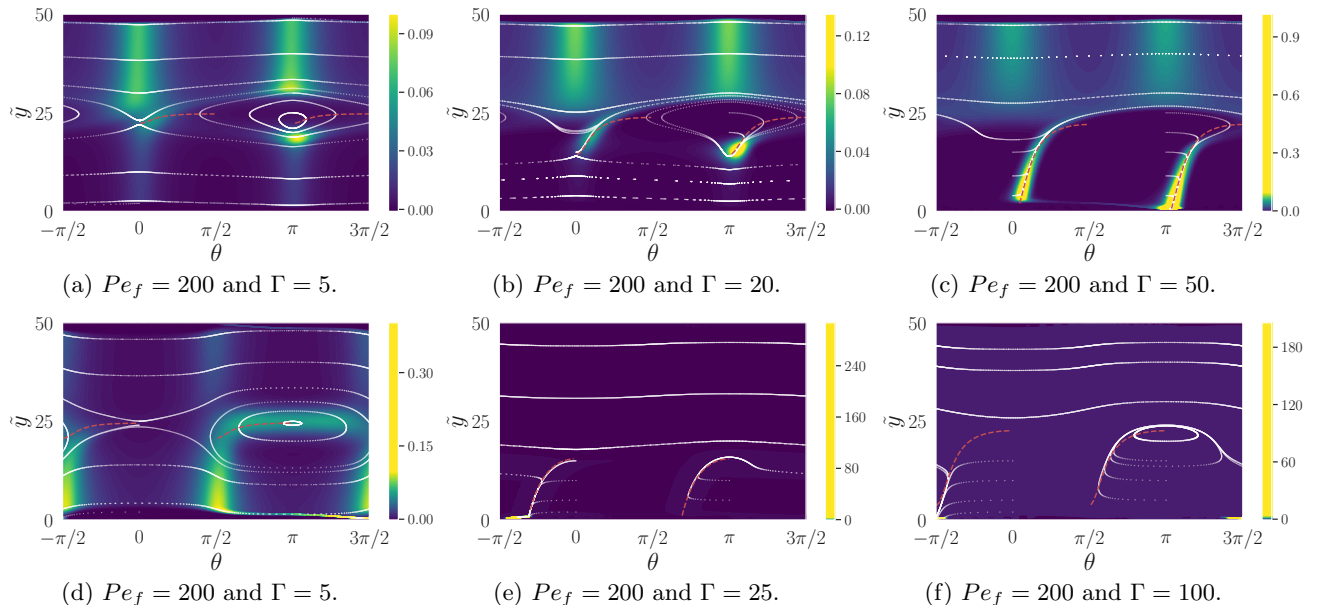 50
25
0
ỹ
−π/2
0
π/2
π
3π/2
θ
0.09
0.06
0.03
0.00
(a) Pe_f = 200 and Γ = 5.
50
25
0
ỹ
−π/2
0
π/2
π
3π/2
θ
0.12
0.08
0.04
0.00
(b) Pe_f = 200 and Γ = 20.
50
25
0
ỹ
−π/2
0
π/2
π
3π/2
θ
0.9
0.6
0.3
0.0
(c) Pe_f = 200 and Γ = 50.
50
25
0
ỹ
−π/2
0
π/2
π
3π/2
θ
0.30
0.15
0.00
(d) Pe_f = 200 and Γ = 5.
50
25
0
ỹ
−π/2
0
π/2
π
3π/2
θ
240
160
80
0
(e) Pe_f = 200 and Γ = 25.
50
25
0
ỹ
−π/2
0
π/2
π
3π/2
θ
180
120
60
0
(f) Pe_f = 200 and Γ = 100.